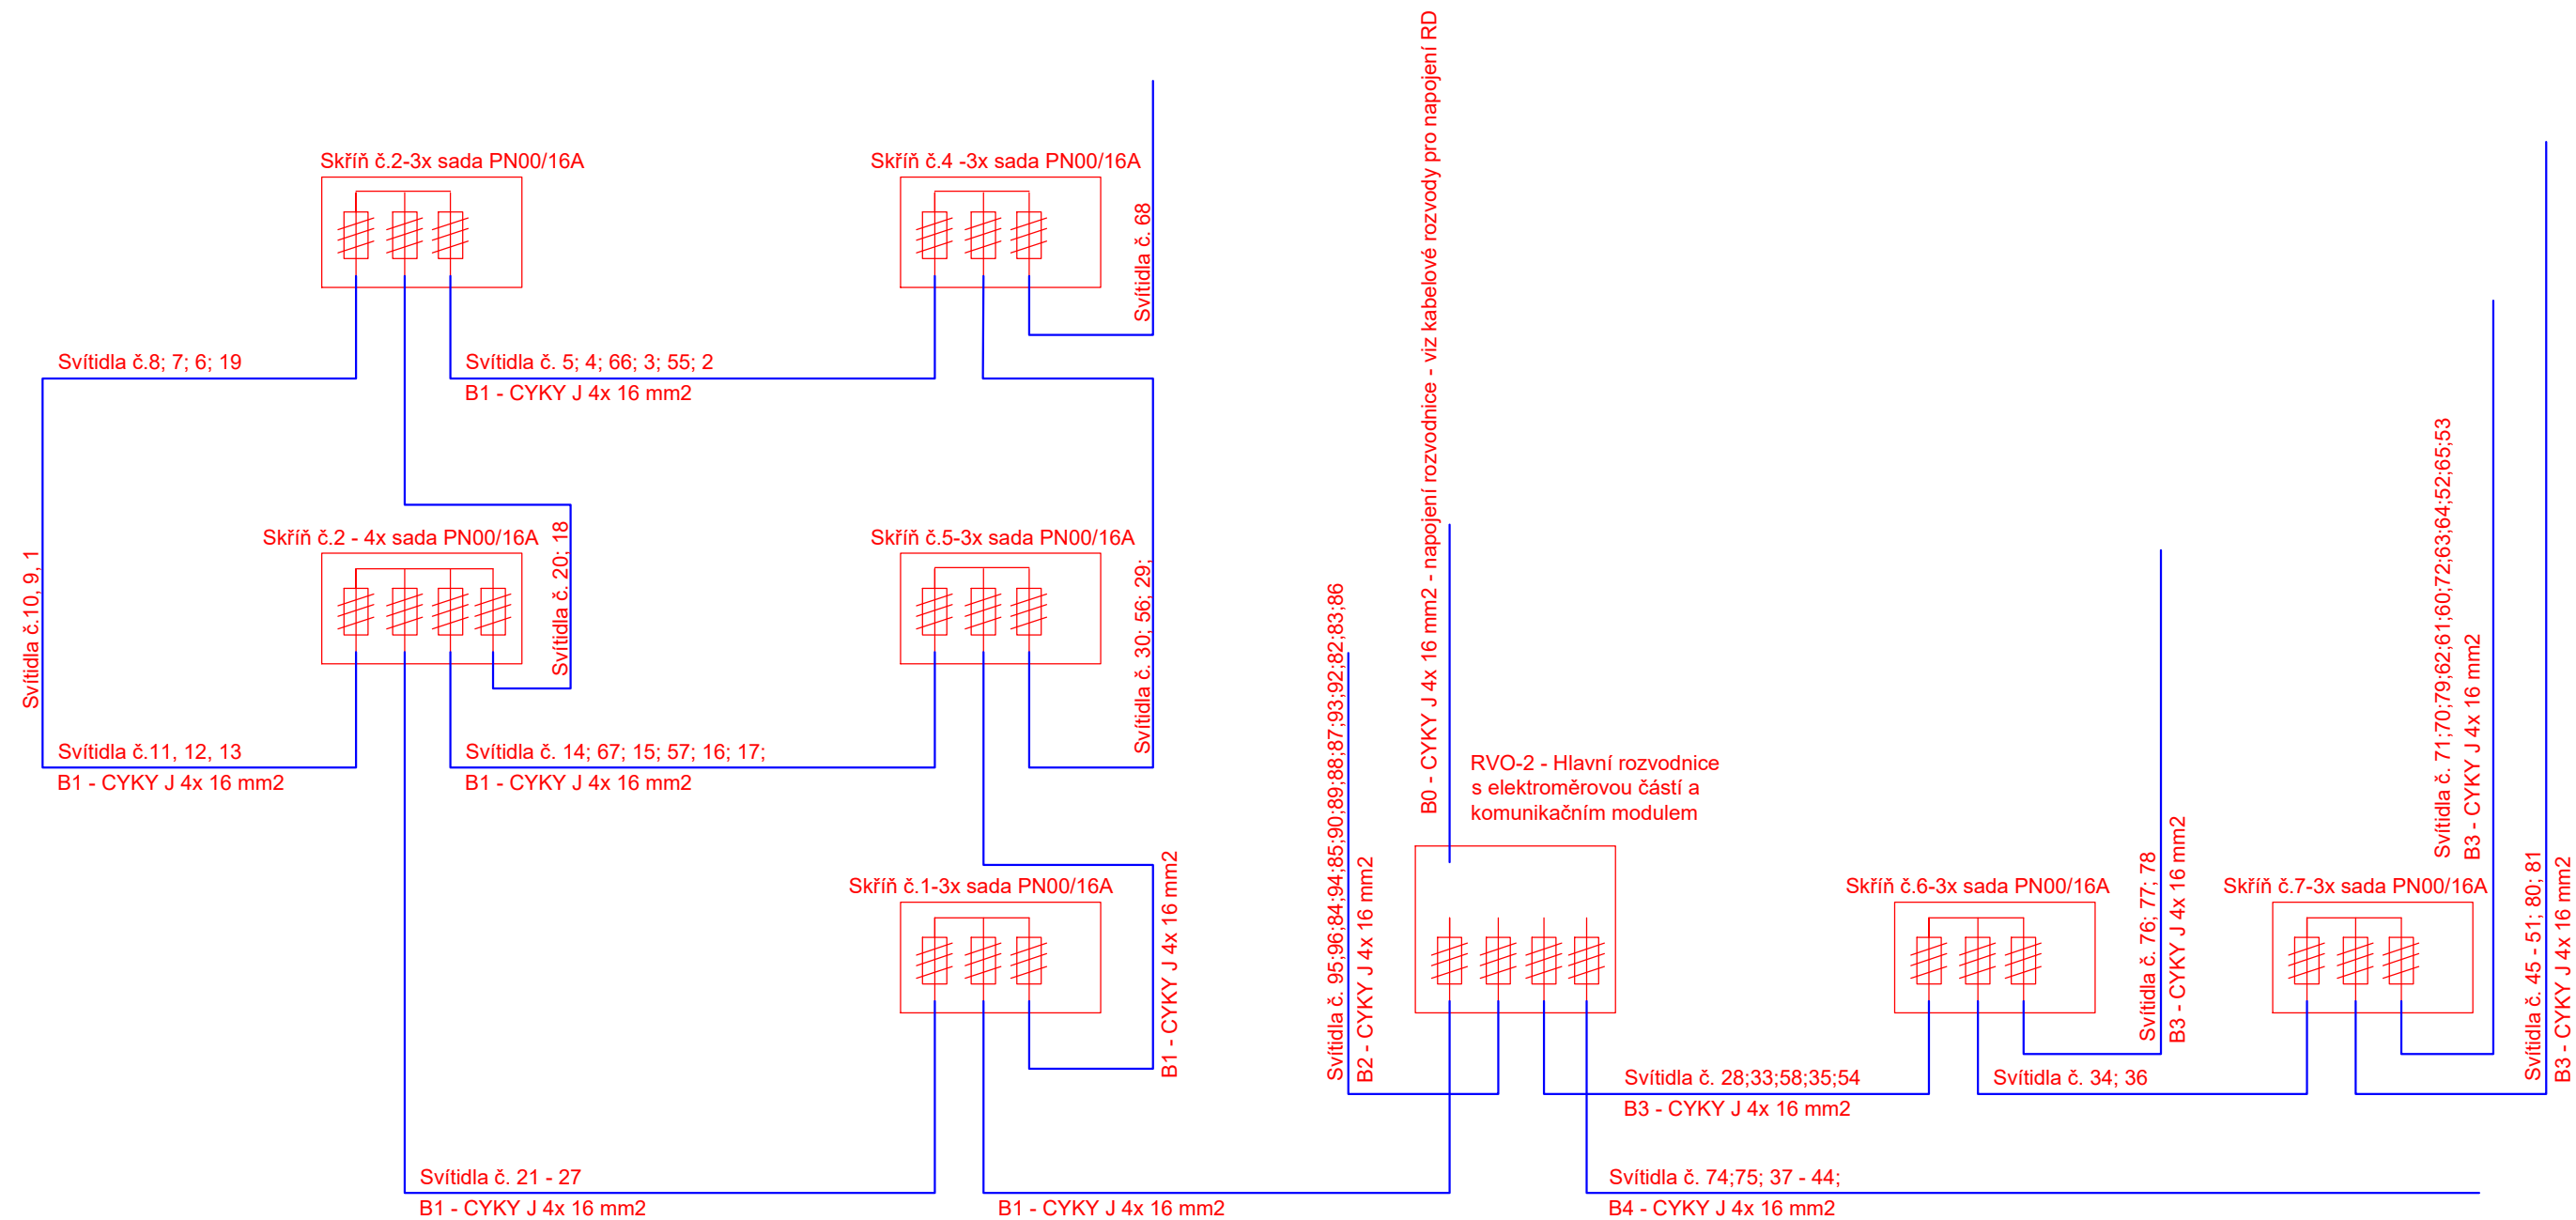 B0 - CYKY J 4x 16 mm2 - napojení rozvodnice - viz kabelové rozvody pro napojení RD
Skříň č.2-3x sada PN00/16A
Skříň č.4 -3x sada PN00/16A
Svítidla č. 68
Svítidla č.8; 7; 6; 19
Svítidla č. 5; 4; 66; 3; 55; 2
B1 - CYKY J 4x 16 mm2
Svítidla č.10, 9, 1
Skříň č.2 - 4x sada PN00/16A
Svítidla č. 20; 18
Skříň č.5-3x sada PN00/16A
Svítidla č. 30; 56; 29;
Svítidla č.11, 12, 13
B1 - CYKY J 4x 16 mm2
Svítidla č. 14; 67; 15; 57; 16; 17;
B1 - CYKY J 4x 16 mm2
Svítidla č. 95;96;84;94;85;90;89;88;87;93;92;82;83;86
B2 - CYKY J 4x 16 mm2
RVO-2 - Hlavní rozvodnice
s elektroměrovou částí a
komunikačním modulem
Svítidla č. 71;70;79;62;61;60;72;63;64;52;65;53
B3 - CYKY J 4x 16 mm2
Skříň č.1-3x sada PN00/16A
B1 - CYKY J 4x 16 mm2
Skříň č.6-3x sada PN00/16A
Svítidla č. 76; 77; 78
B3 - CYKY J 4x 16 mm2
Skříň č.7-3x sada PN00/16A
Svítidla č. 45 - 51; 80; 81
B3 - CYKY J 4x 16 mm2
Svítidla č. 28;33;58;35;54
B3 - CYKY J 4x 16 mm2
Svítidla č. 34; 36
Svítidla č. 21 - 27
B1 - CYKY J 4x 16 mm2
B1 - CYKY J 4x 16 mm2
Svítidla č. 74;75; 37 - 44;
B4 - CYKY J 4x 16 mm2